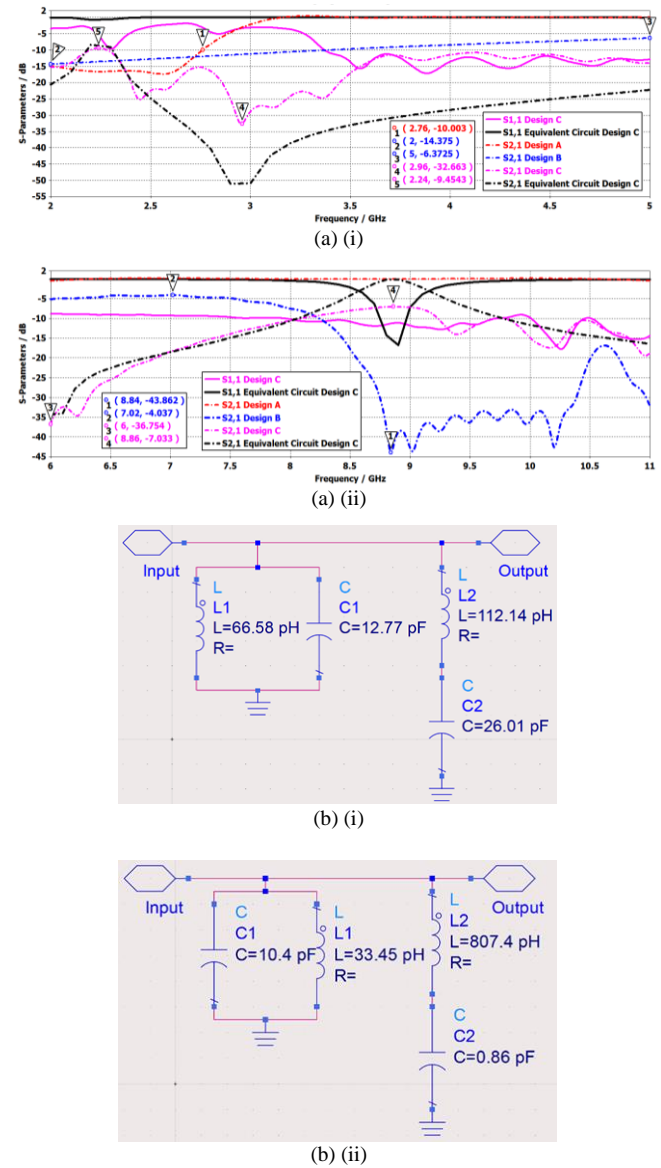 2
-5
-10
-15
-20
-25
-30
-35
-40
-45
-50
-55
S-Parameters / dB
2
5
1
3
4
1 ( 2.76, -10.003)
2 ( 2, -14.375)
3 ( 5, -6.3725)
4 ( 2.96, -32.663)
5 ( 2.24, -9.4543)
S1,1 Design C
S1,1 Equivalent Circuit Design C
S2,1 Design A
S2,1 Design B
S2,1 Design C
S2,1 Equivalent Circuit Design C
2 2.5 3 3.5 4 4.5 5
Frequency / GHz
(a) (i)
2
-5
-10
-15
-20
-25
-30
-35
-40
-45
S-Parameters / dB
2
4
3
1
1 ( 8.84, -43.862)
2 ( 7.02, -4.037)
3 ( 6, -36.754)
4 ( 8.86, -7.033)
S1,1 Design C
S1,1 Equivalent Circuit Design C
S2,1 Design A
S2,1 Design B
S2,1 Design C
S2,1 Equivalent Circuit Design C
6 6.5 7 7.5 8 8.5 9 9.5 10 10.5 11
Frequency / GHz
(a) (ii)
Input
Output
L
L1
L=66.58 pH
R=
C
C1
C=12.77 pF
L
L2
L=112.14 pH
R=
C
C2
C=26.01 pF
(b) (i)
Input
Output
C
C1
C=10.4 pF
L
L1
L=33.45 pH
R=
L
L2
L=807.4 pH
R=
C
C2
C=0.86 pF
(b) (ii)